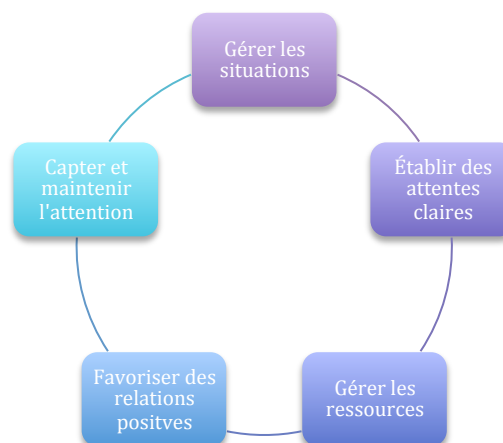 Gérer les
situations
Établir des
attentes
claires
Gérer les
ressources
Favoriser des
relations
positves
Capter et
maintenir
l'attention